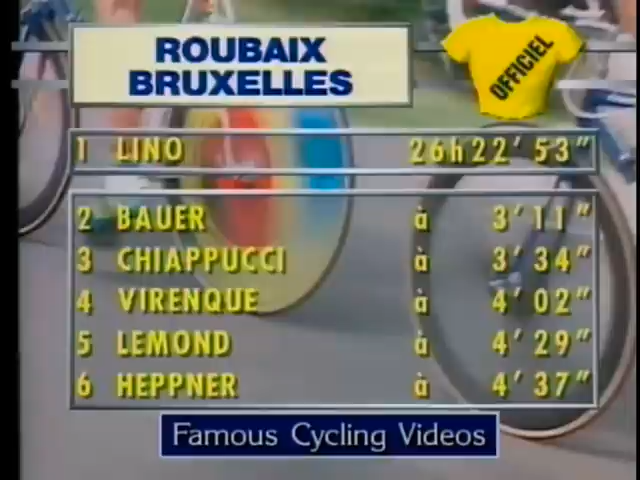 ROUBAIX
BRUXELLES
OFFICIEL
1 LINO 26h22'53"
2 BAUER à 3'11"
3 CHIAPPUCCI à 3'34"
4 VIRENQUE à 4'02"
5 LEMOND à 4'29"
6 HEPPNER à 4'37"
Famous Cycling Videos